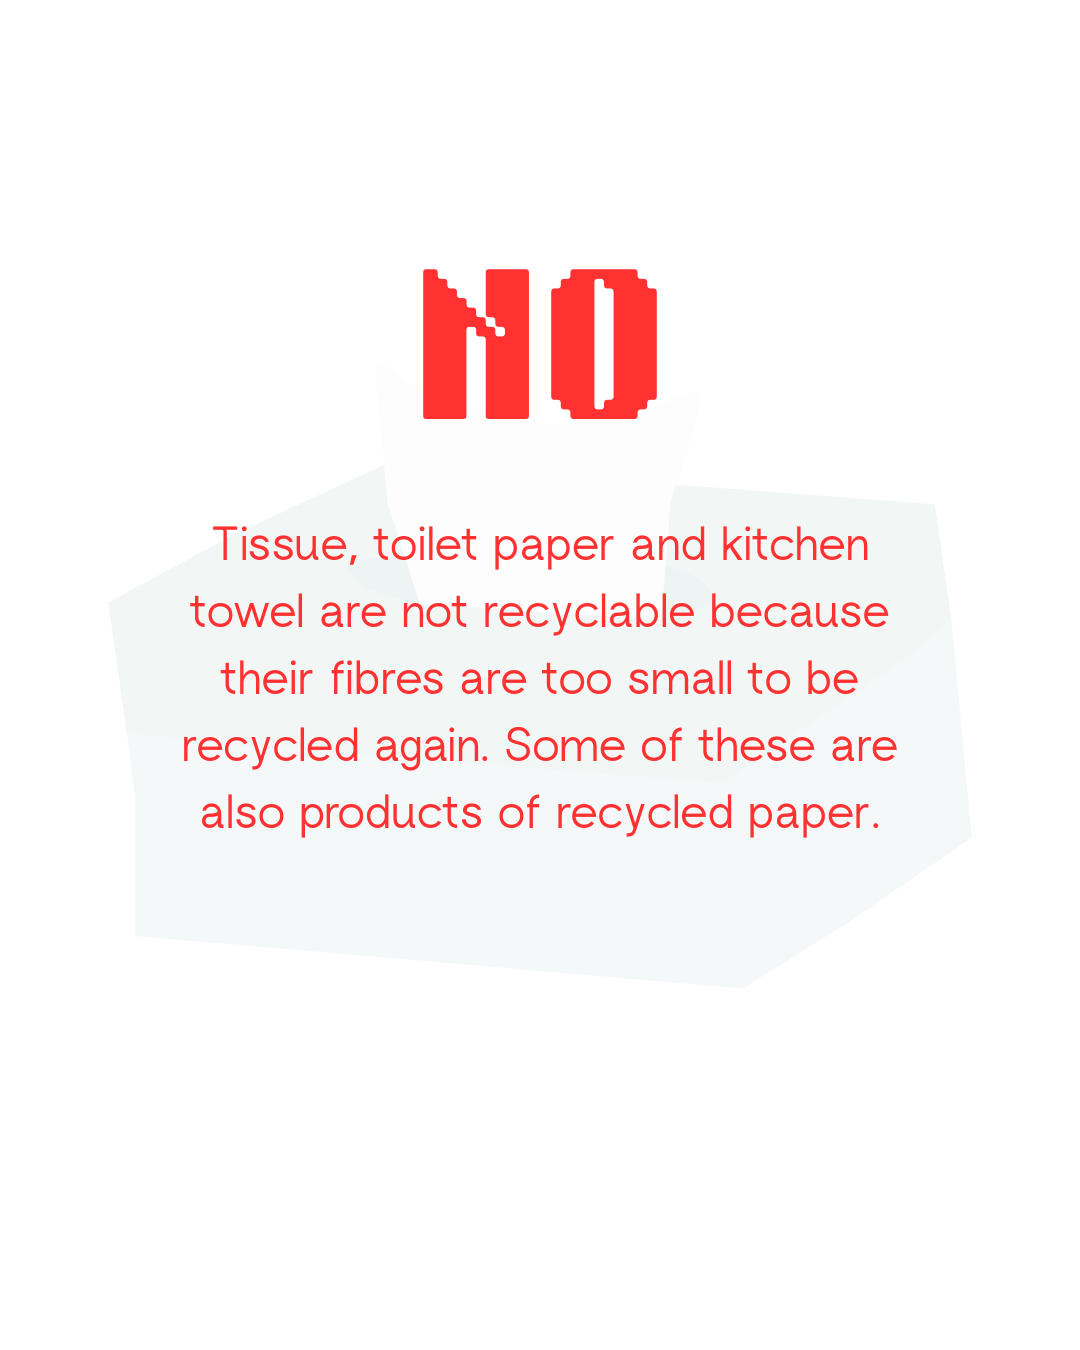 NO
Tissue, toilet paper and kitchen
towel are not recyclable because
their fibres are too small to be
recycled again. Some of these are
also products of recycled paper.